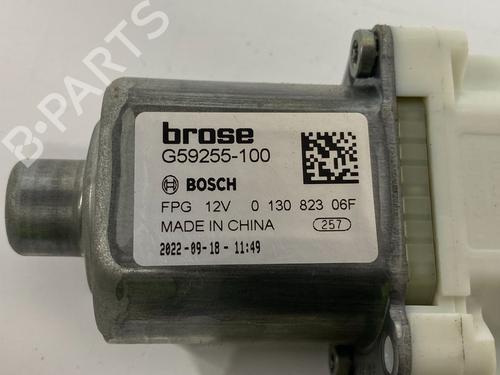 B-PARTS
brose
G59255-100
BOSCH
FPG 12V 0 130 823 06F
MADE IN CHINA 257
2022-09-18 - 11:49